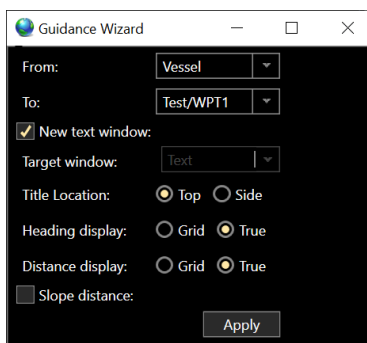 Guidance Wizard
From: Vessel
To: Test/WPT1
New text window:
Target window: Text
Title Location: Top Side
Heading display: Grid True
Distance display: Grid True
Slope distance:
Apply